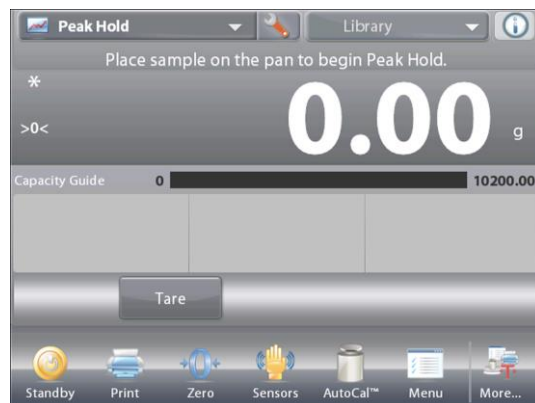 Peak Hold Library
Place sample on the pan to begin Peak Hold.
*
>0< 0.00 g
Capacity Guide 0 10200.00
Tare
Standby Print Zero Sensors AutoCal™ Menu More...